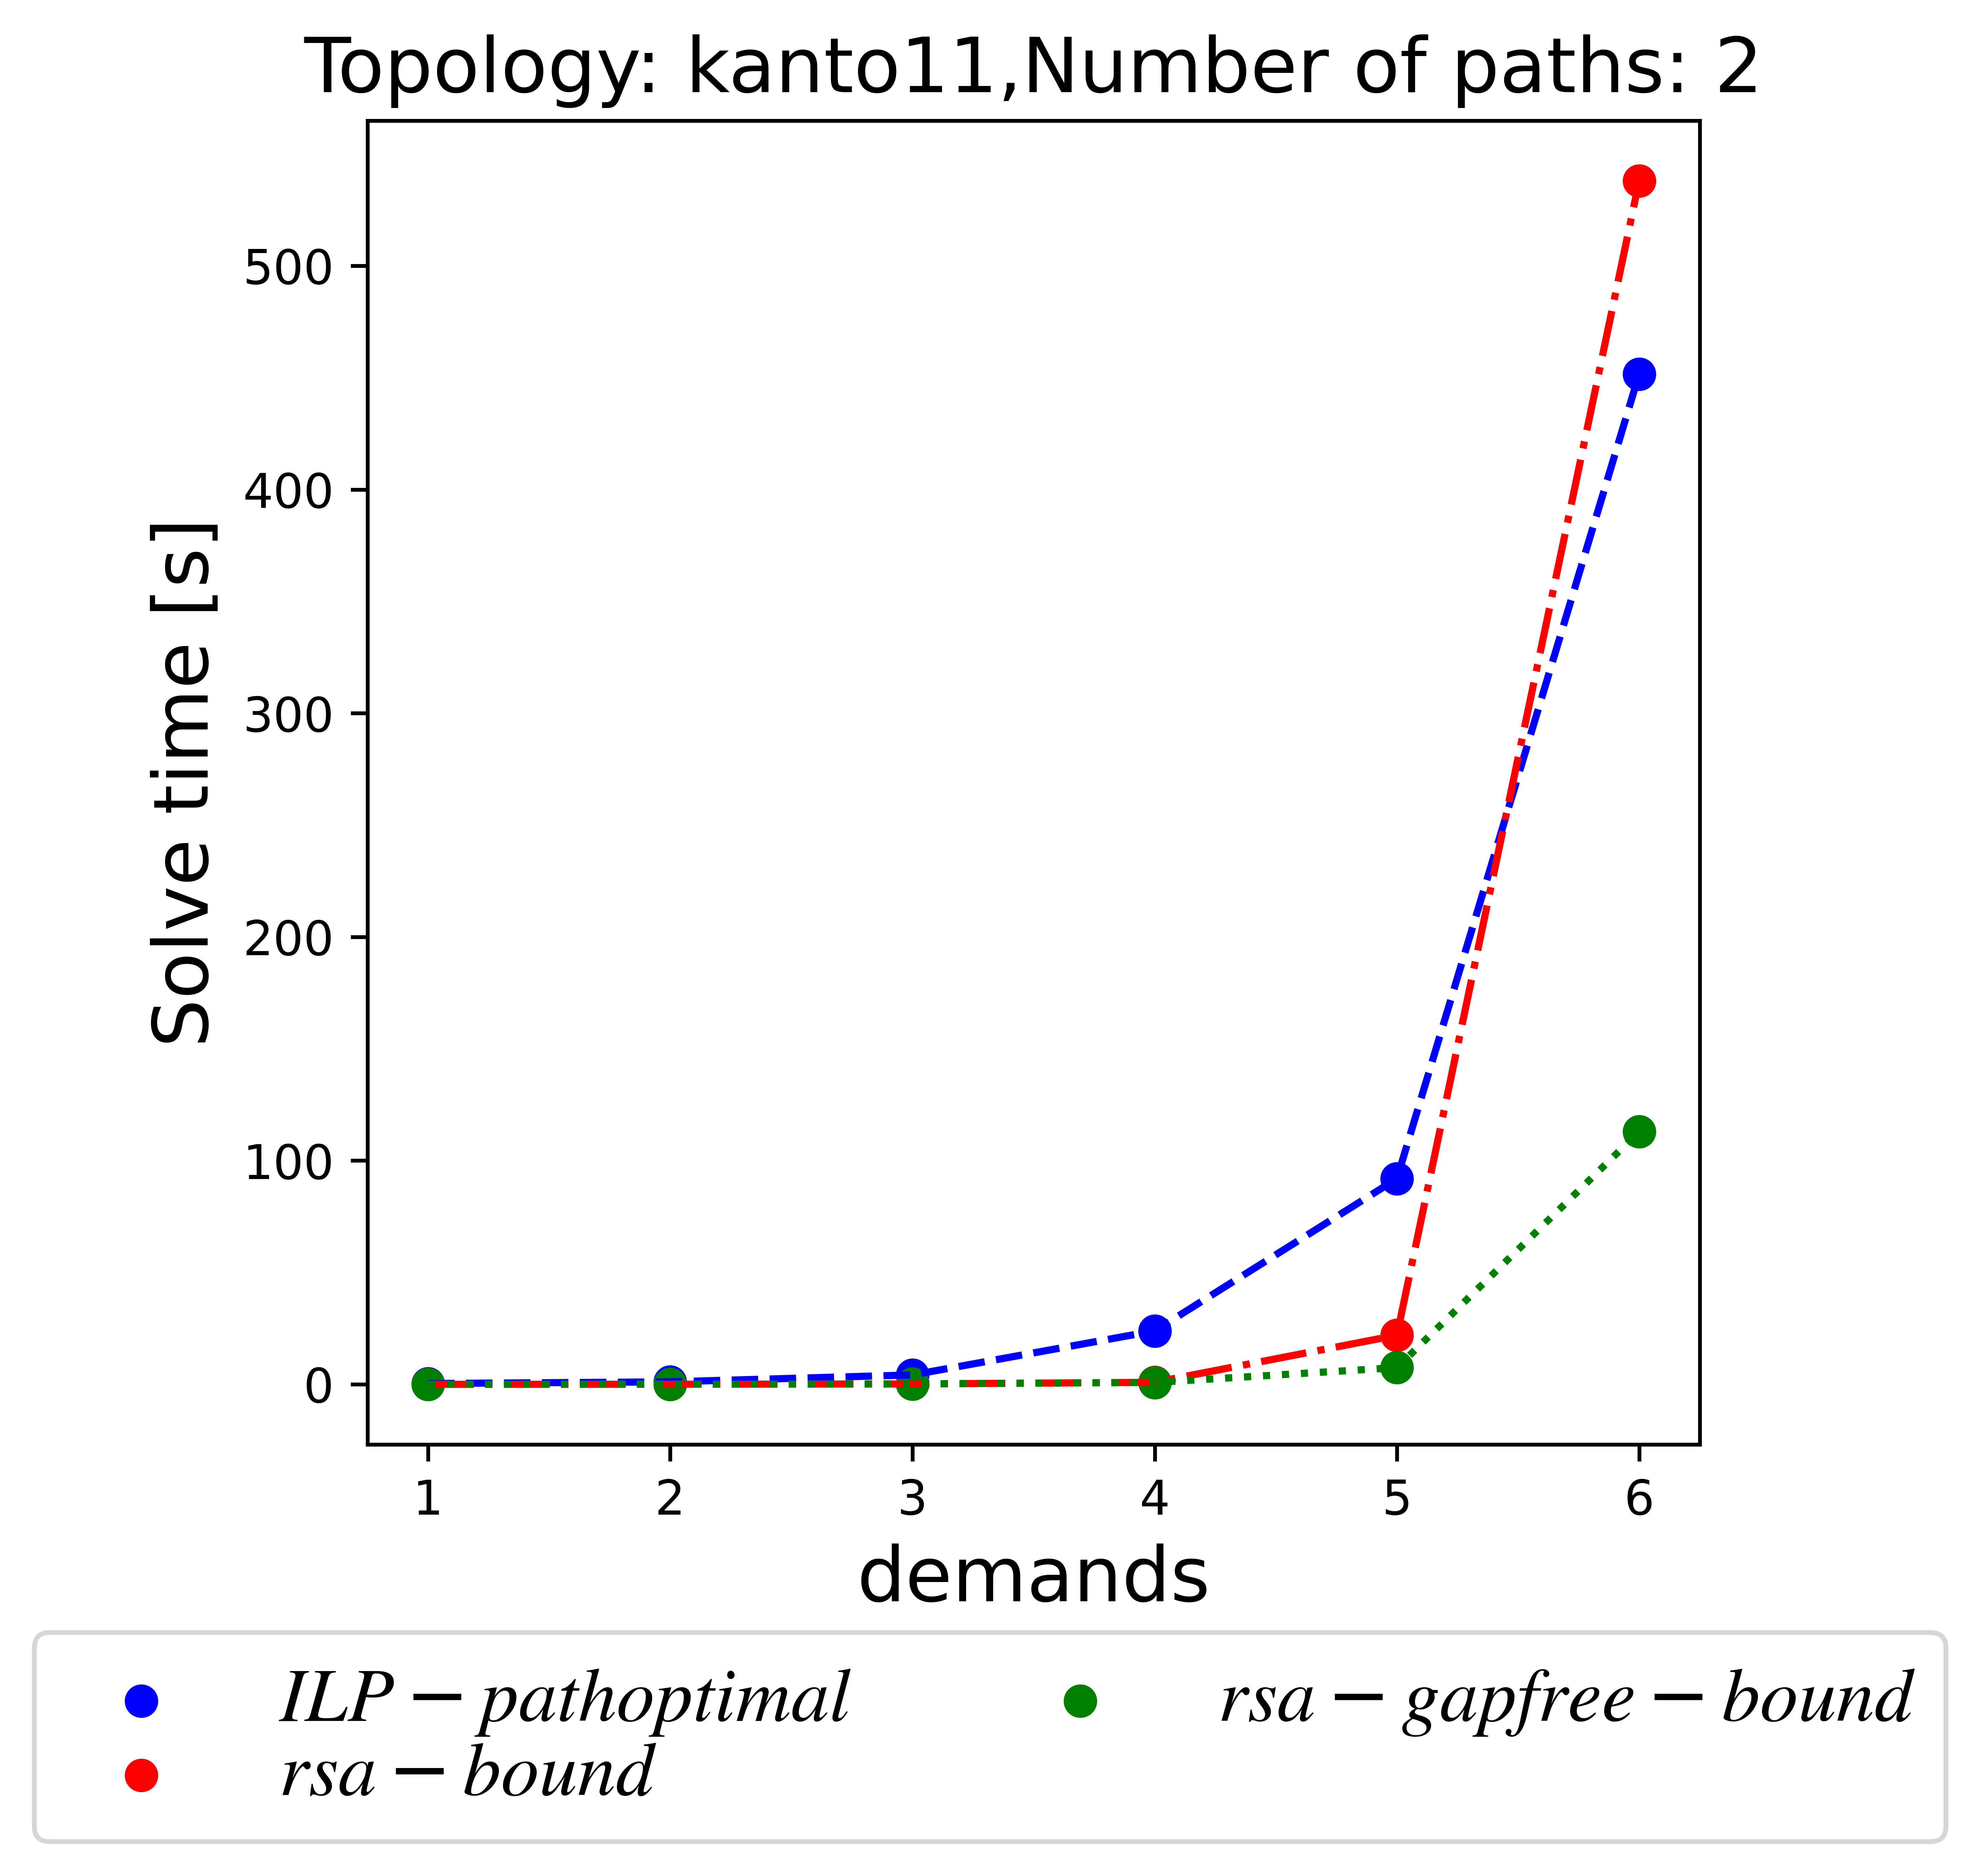 Topology: kanto11,Number of paths: 2
Solve time [s]
500
400
300
200
100
0
1 2 3 4 5 6
demands
ILP − pathoptimal
rsa − bound
rsa − gapfree − bound